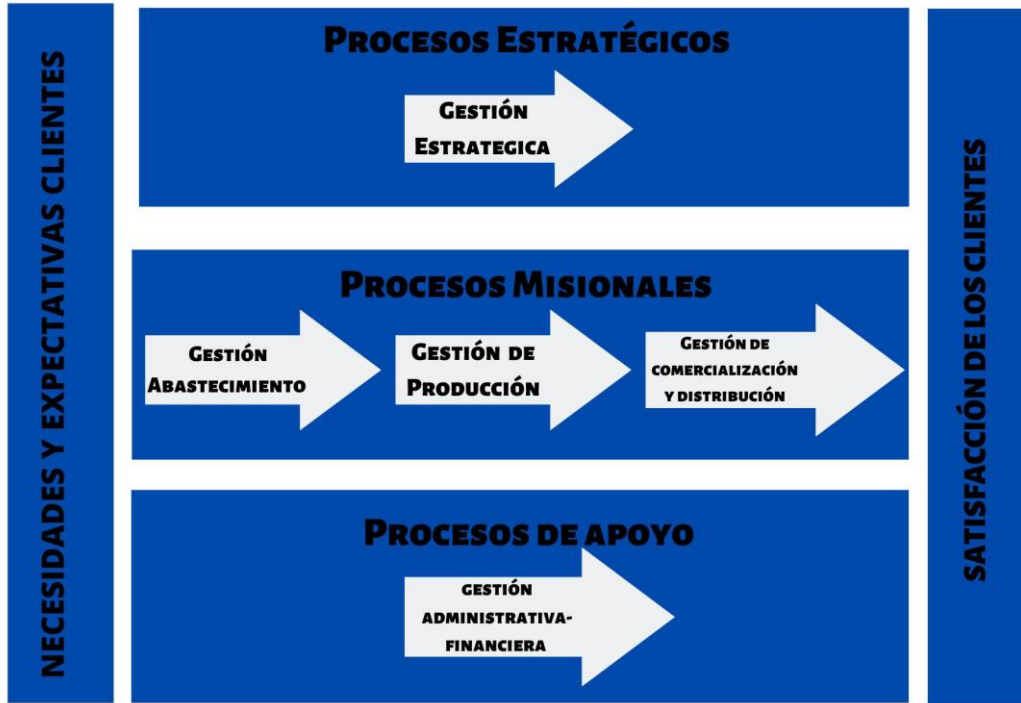 NECESIDADES Y EXPECTATIVAS CLIENTES
PROCESOS ESTRATÉGICOS
GESTIÓN
ESTRATEGICA
PROCESOS MISIONALES
GESTIÓN
ABASTECIMIENTO
GESTIÓN DE
PRODUCCIÓN
GESTIÓN DE
COMERCIALIZACIÓN
Y DISTRIBUCIÓN
PROCESOS DE APOYO
GESTIÓN
ADMINISTRATIVA-
FINANCIERA
SATISFACCIÓN DE LOS CLIENTES